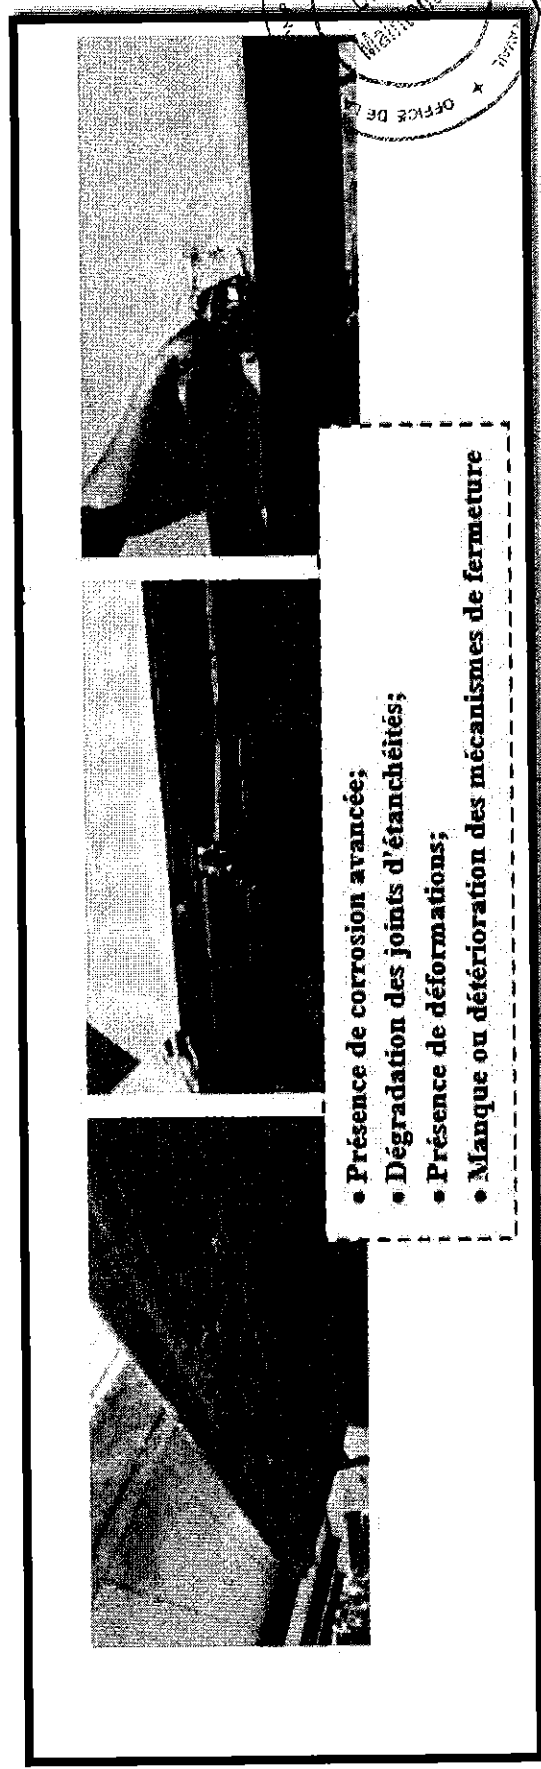 • Présence de corrosion avancée;
• Dégradation des joints d'étanchéités;
• Présence de déformations;
• Manque ou détérioration des mécanismes de fermeture
OFFICE DE